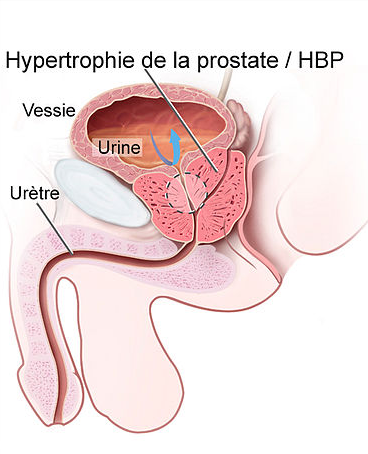 Hypertrophie de la prostate / HBP
Vessie
Urine
Urètre